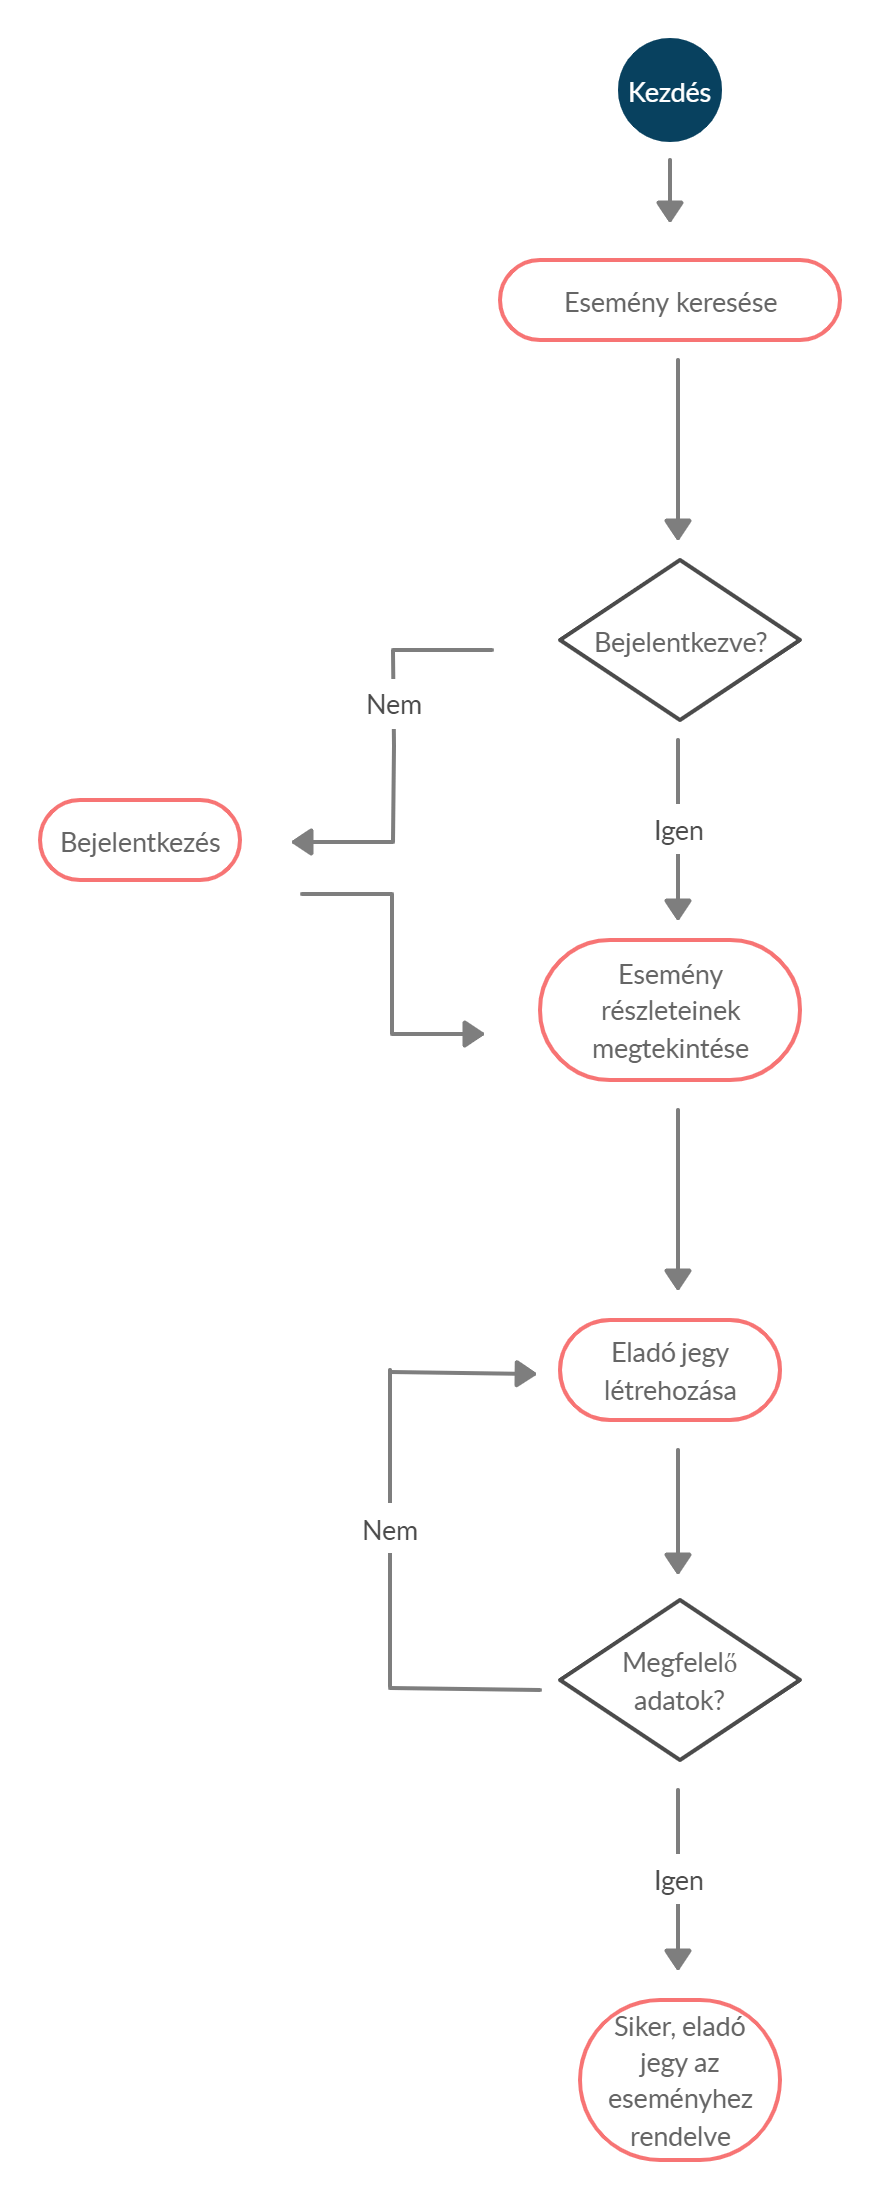 Kezdés
Esemény keresése
Bejelentkezve?
Nem
Igen
Bejelentkezés
Esemény
részleteinek
megtekintése
Eladó jegy
létrehozása
Nem
Megfelelő
adatok?
Igen
Siker, eladó
jegy az
eseményhez
rendelve